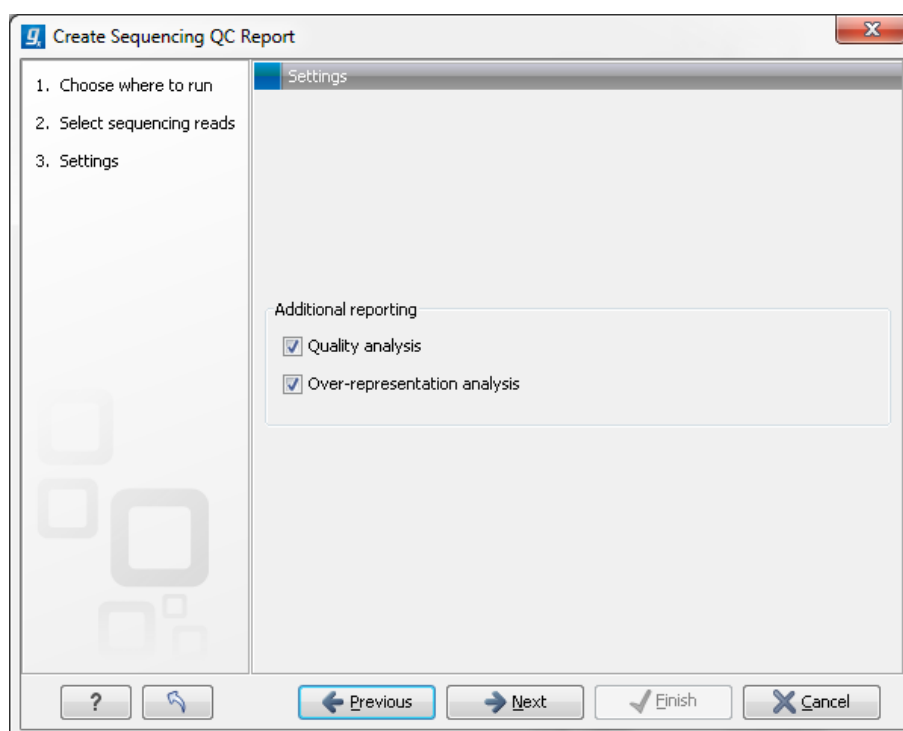 Create Sequencing QC Report
1. Choose where to run
2. Select sequencing reads
3. Settings
Settings
Additional reporting
Quality analysis
Over-representation analysis
?
Previous
Next
Finish
Cancel